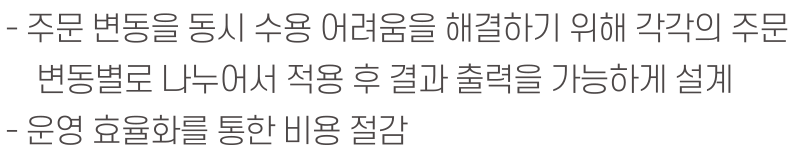 - 주문 변동을 동시 수용 어려움을 해결하기 위해 각각의 주문
변동별로 나누어서 적용 후 결과 출력을 가능하게 설계
- 운영 효율화를 통한 비용 절감